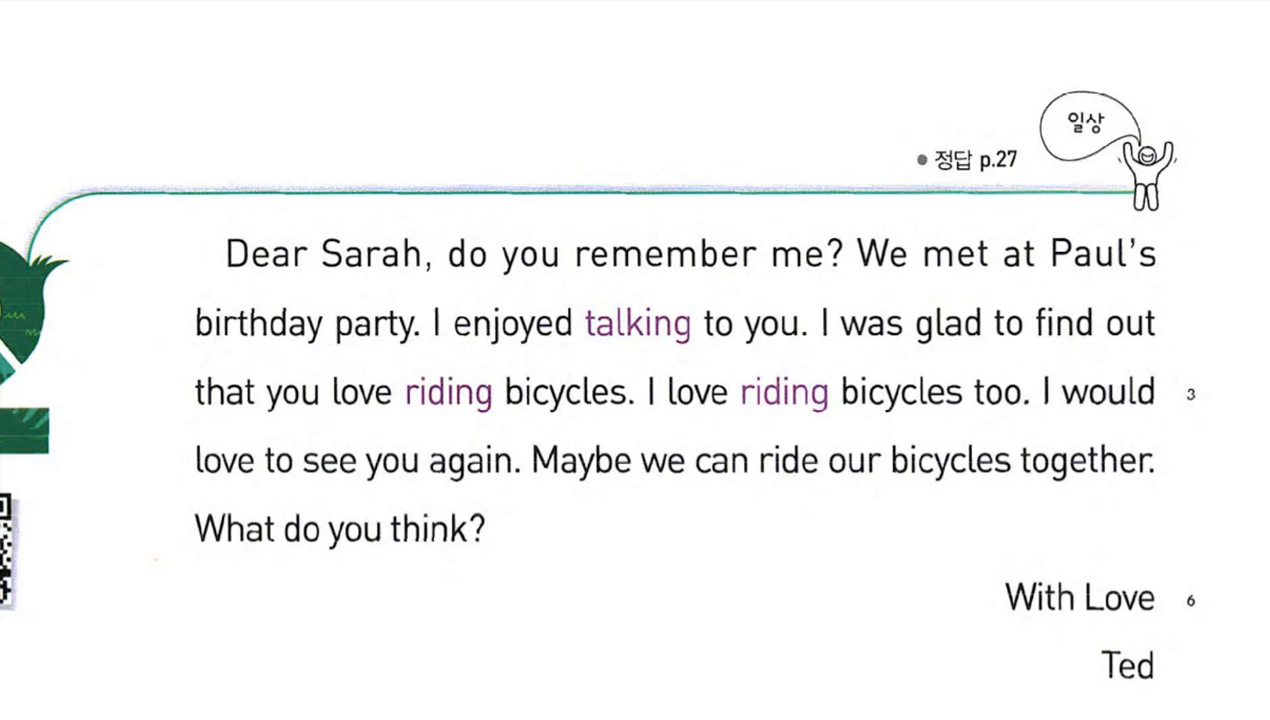 일상
● 정답 p.27
Dear Sarah, do you remember me? We met at Paul's
birthday party. I enjoyed talking to you. I was glad to find out
that you love riding bicycles. I love riding bicycles too. I would
3
love to see you again. Maybe we can ride our bicycles together.
What do you think?
With Love
6
Ted